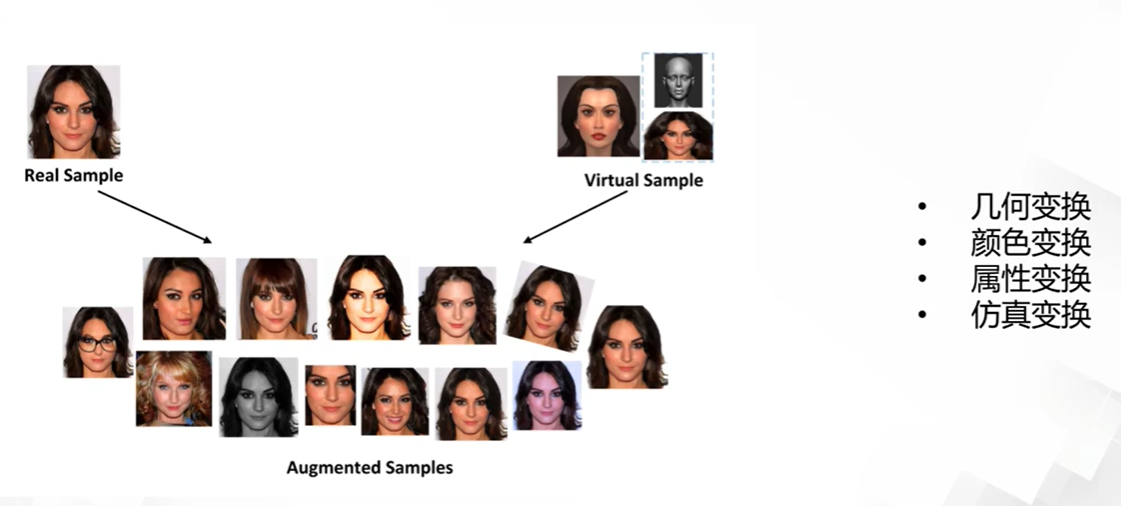 Real Sample
Virtual Sample
Augmented Samples
• 几何变换
• 颜色变换
• 属性变换
• 仿真变换